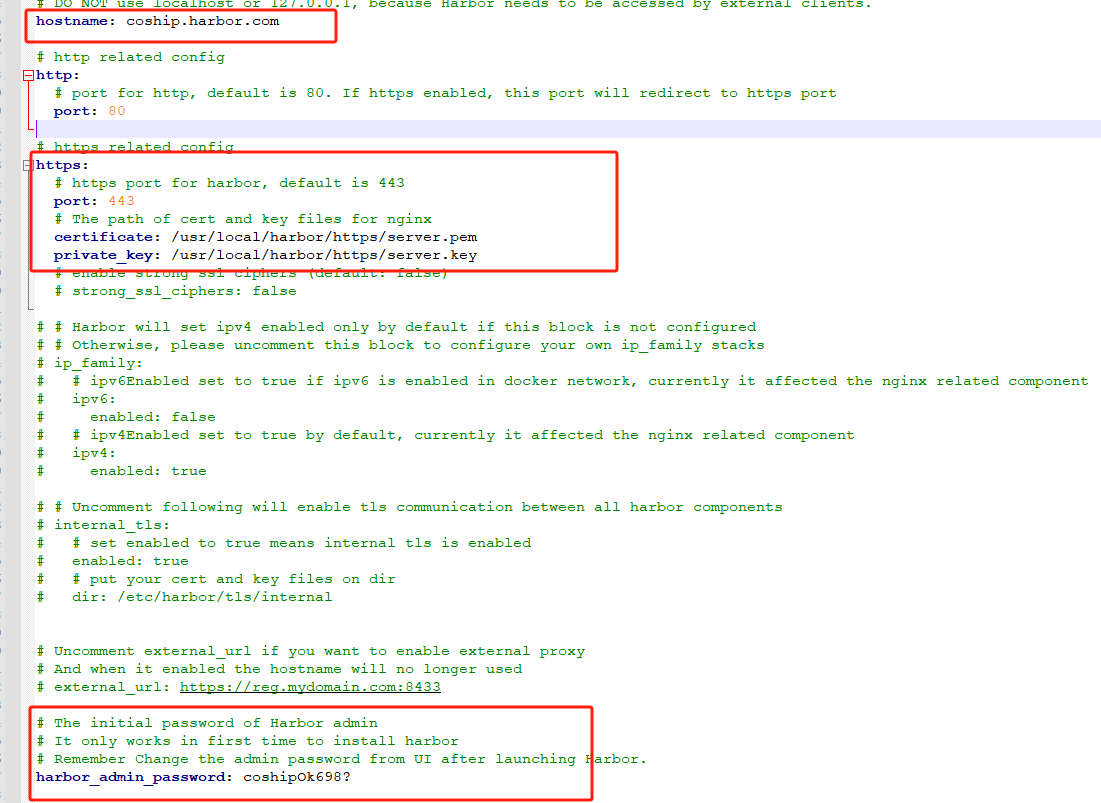 # DO NOT use localhost or 127.0.0.1, because Harbor needs to be accessed by external clients.
hostname: coship.harbor.com
# http related config
http:
# port for http, default is 80. If https enabled, this port will redirect to https port
port: 80
# https related config
https:
# https port for harbor, default is 443
port: 443
# The path of cert and key files for nginx
certificate: /usr/local/harbor/https/server.pem
private_key: /usr/local/harbor/https/server.key
# enable strong ssl ciphers (default: false)
# strong_ssl_ciphers: false
# # Harbor will set ipv4 enabled only by default if this block is not configured
# # Otherwise, please uncomment this block to configure your own ip_family stacks
# ip_family:
#   # ipv6Enabled set to true if ipv6 is enabled in docker network, currently it affected the nginx related component
#   ipv6:
#     enabled: false
#   # ipv4Enabled set to true by default, currently it affected the nginx related component
#   ipv4:
#     enabled: true
# # Uncomment following will enable tls communication between all harbor components
# internal_tls:
#   # set enabled to true means internal tls is enabled
#   enabled: true
#   # put your cert and key files on dir
#   dir: /etc/harbor/tls/internal
# Uncomment external_url if you want to enable external proxy
# And when it enabled the hostname will no longer used
# external_url: https://reg.mydomain.com:8433
# The initial password of Harbor admin
# It only works in first time to install harbor
# Remember Change the admin password from UI after launching Harbor.
harbor_admin_password: coshipOk698?